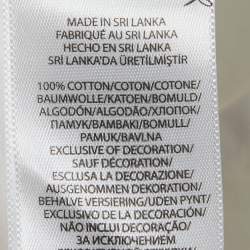 MADE IN SRI LANKA
FABRIQUÉ AU SRI LANKA
HECHO EN SRI LANKA
SRİ LANKA'DA ÜRETİLMİŞTİR
100% COTTON/COTON/COTONE/
BAUMWOLLE/KATOEN/BOMULD/
ALGODÓN/ALGODÃO/ХЛОПОК/
ПАМУК/BAMBAKI/BOMULL/
PAMUK/BAVLNA
EXCLUSIVE OF DECORATION/
SAUF DÉCORATION/
ESCLUSA LA DECORAZIONE/
AUSGENOMMEN DEKORATION/
BEHALVE VERSIERING/UDEN PYNT/
EXCLUSIVO DE LA DECORACIÓN/
NÃO INCLUI DECORAÇÃO/
ЗА ИСКЛЮЧЕНИЕМ